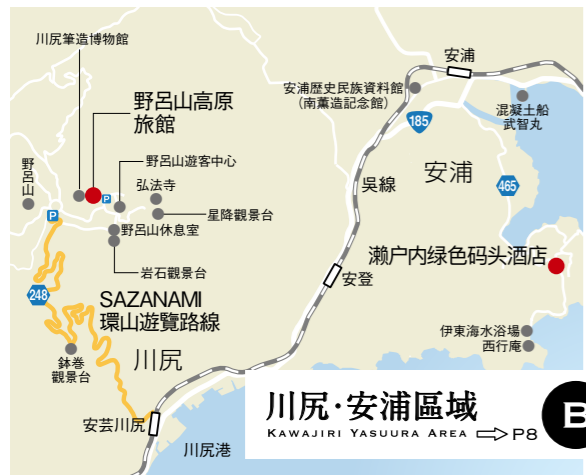 川尻筆造博物館
安浦
安浦歴史民族資料館
(南薫造記念館)
野呂山高原
旅館
185
混凝土船
武智丸
野呂山
野呂山遊客中心
弘法寺
安浦
465
P
P
吳線
星降観景台
野呂山休息室
瀬户内绿色码头酒店
岩石觀景台
安登
248
SAZANAMI
環山遊覽路線
川尻
伊東海水浴場
西行庵
鉢巻
觀景台
川尻·安浦區域
B
KAWAJIRI YASUURA AREA ⇨P8
安芸川尻
川尻港